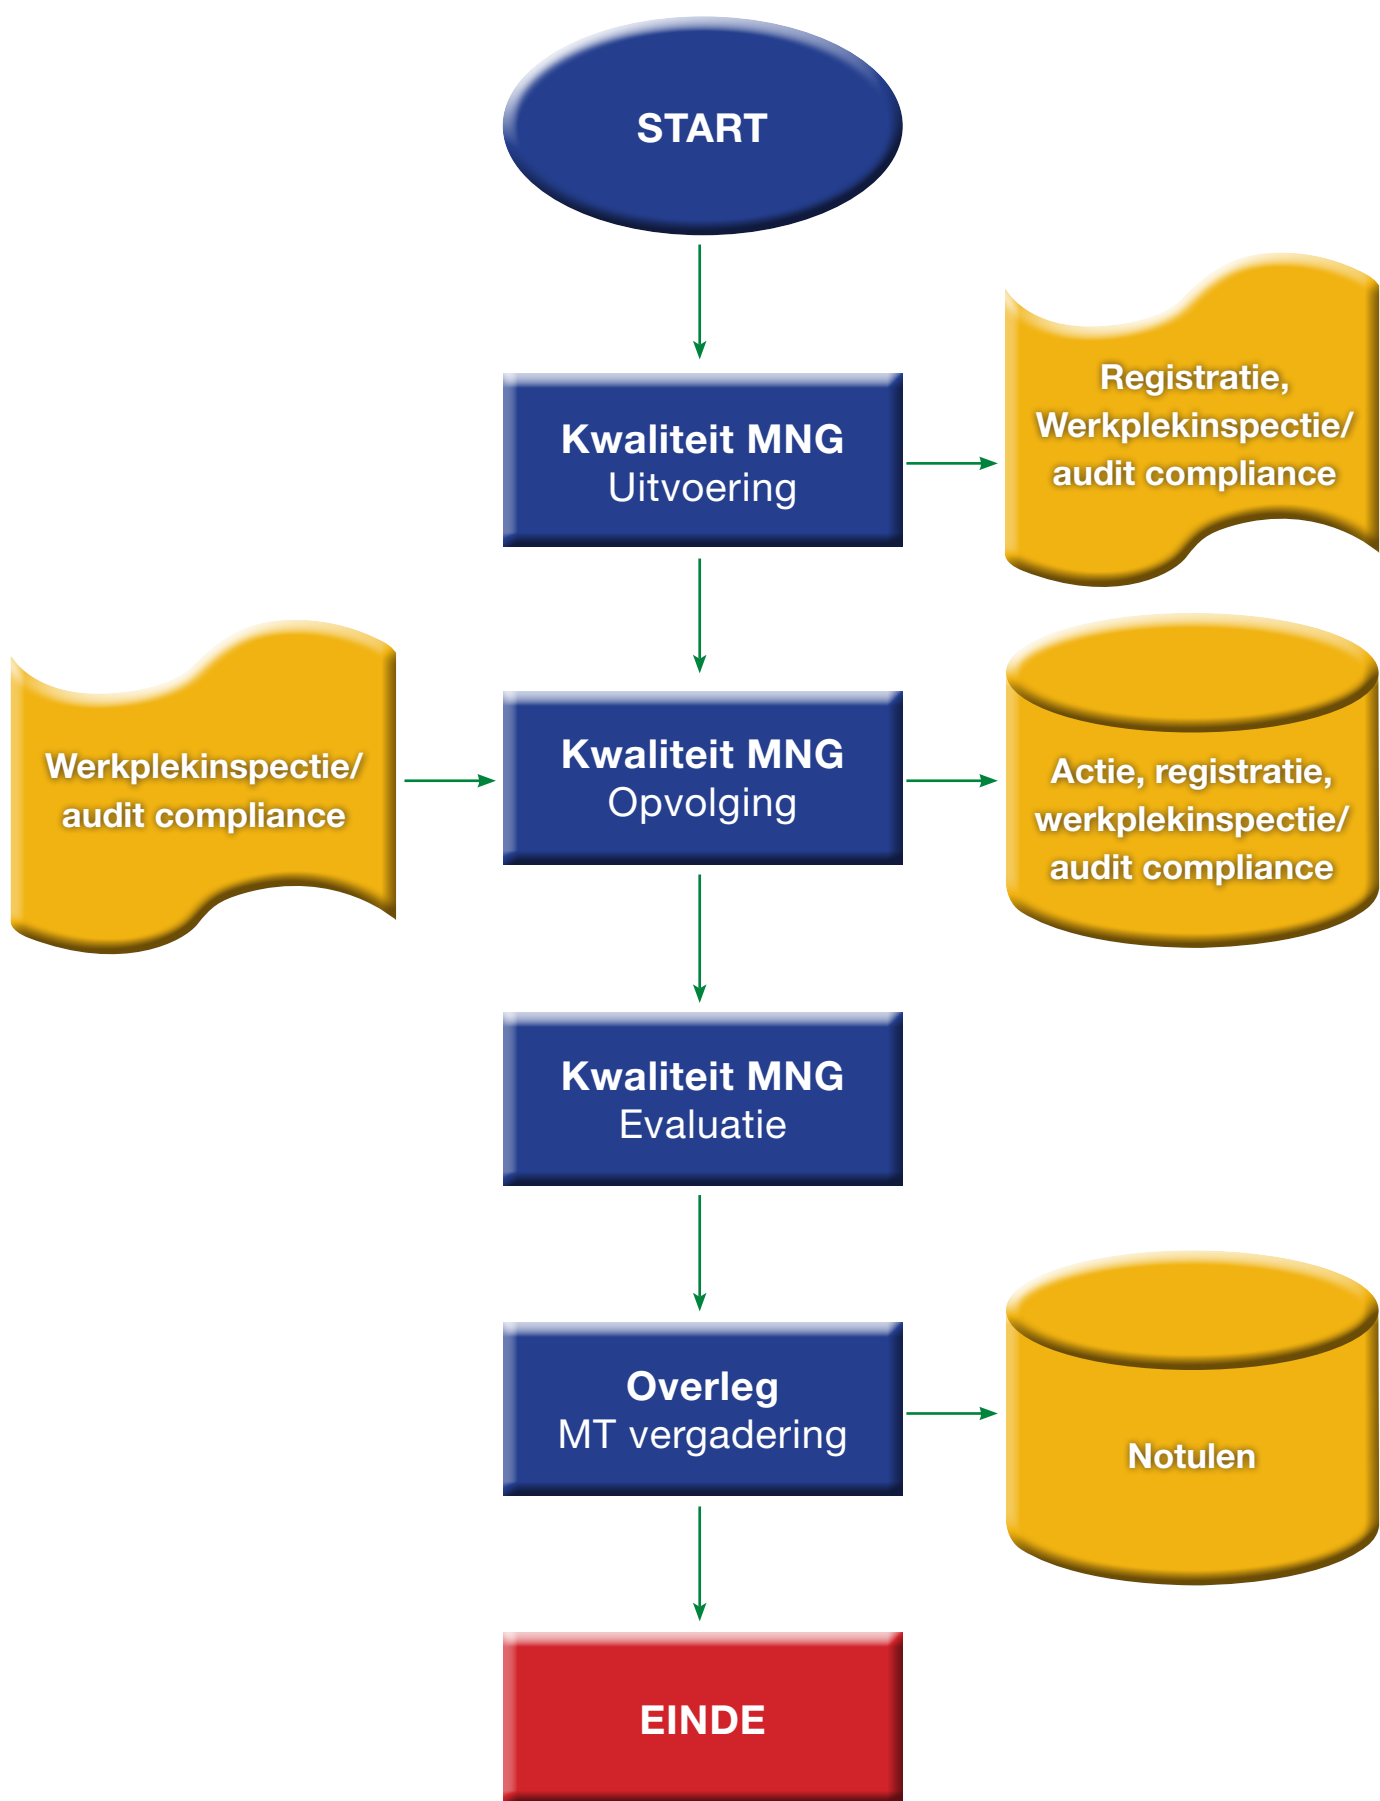 START
Kwaliteit MNG
Uitvoering
Registratie,
Werkplekinspectie/
audit compliance
Werkplekinspectie/
audit compliance
Kwaliteit MNG
Opvolging
Actie, registratie,
werkplekinspectie/
audit compliance
Kwaliteit MNG
Evaluatie
Overleg
MT vergadering
Notulen
EINDE